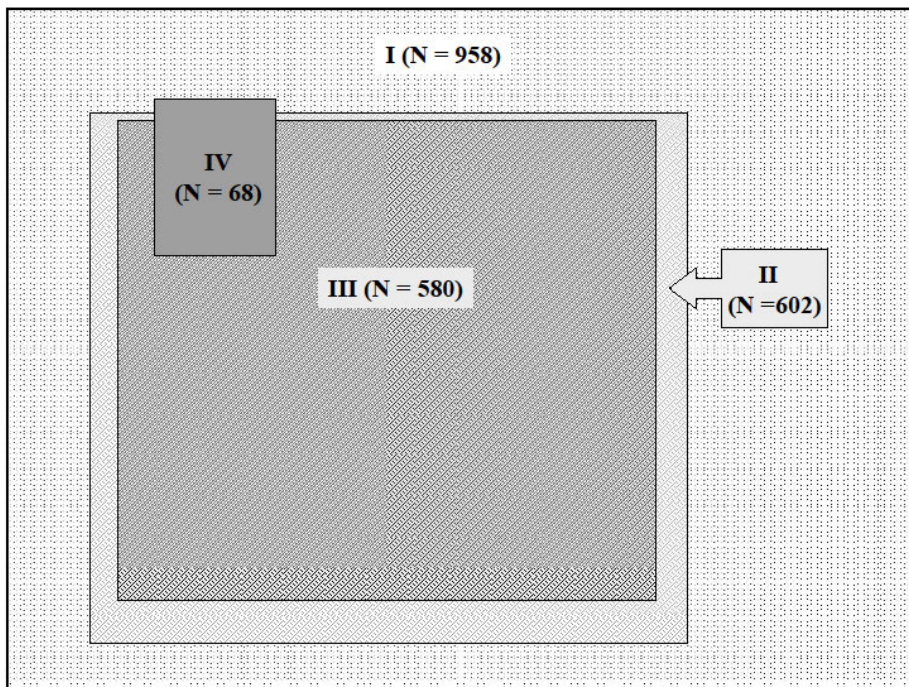 I (N = 958)
IV
(N = 68)
III (N = 580)
II
(N =602)